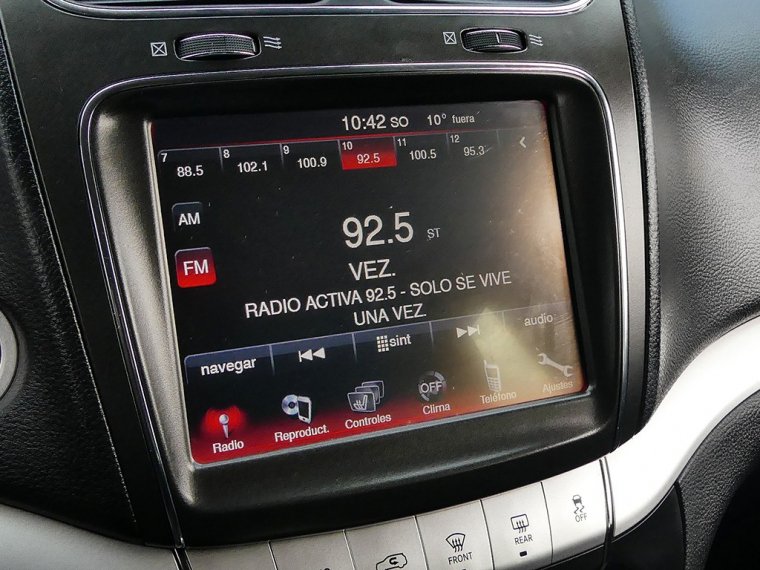 10:42 SO 10° fuera
7 8 9 10 11 12
88.5 102.1 100.9 92.5 100.5 95.3
AM
92.5 ST
FM
VEZ.
RADIO ACTIVA 92.5 - SOLO SE VIVE
UNA VEZ.
navegar sint audio
Radio Reproduct. Controles OFF Clima Teléfono Ajustes
FRONT REAR OFF